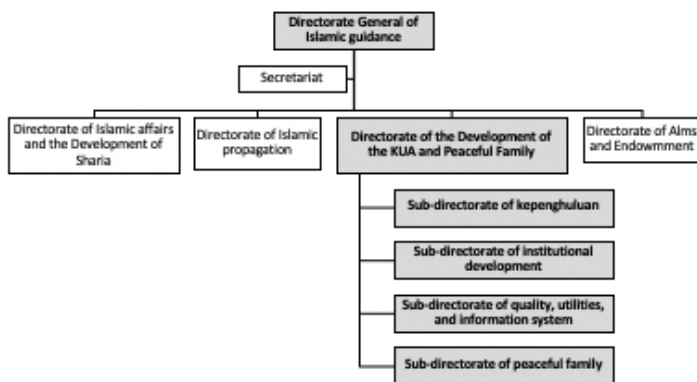 Directorate General of
Islamic guidance
Secretariat
Directorate of Islamic affairs
and the Development of
Sharia
Directorate of Islamic
propagation
Directorate of the Development of
the KUA and Peaceful Family
Directorate of Alms
and Endowmment
Sub-directorate of kepenghuluan
Sub-directorate of institutional
development
Sub-directorate of quality, utilities,
and information system
Sub-directorate of peaceful family